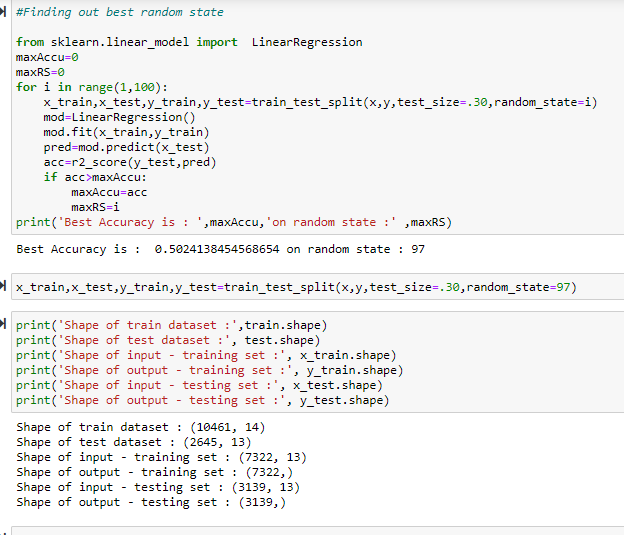 #Finding out best random state
from sklearn.linear_model import  LinearRegression
maxAccu=0
maxRS=0
for i in range(1,100):
    x_train,x_test,y_train,y_test=train_test_split(x,y,test_size=.30,random_state=i)
    mod=LinearRegression()
    mod.fit(x_train,y_train)
    pred=mod.predict(x_test)
    acc=r2_score(y_test,pred)
    if acc>maxAccu:
        maxAccu=acc
        maxRS=i
print('Best Accuracy is : ',maxAccu,'on random state :' ,maxRS)
Best Accuracy is :  0.5024138454568654 on random state : 97
x_train,x_test,y_train,y_test=train_test_split(x,y,test_size=.30,random_state=97)
print('Shape of train dataset :',train.shape)
print('Shape of test dataset :', test.shape)
print('Shape of input - training set :', x_train.shape)
print('Shape of output - training set :', y_train.shape)
print('Shape of input - testing set :', x_test.shape)
print('Shape of output - testing set :', y_test.shape)
Shape of train dataset : (10461, 14)
Shape of test dataset : (2645, 13)
Shape of input - training set : (7322, 13)
Shape of output - training set : (7322,)
Shape of input - testing set : (3139, 13)
Shape of output - testing set : (3139,)